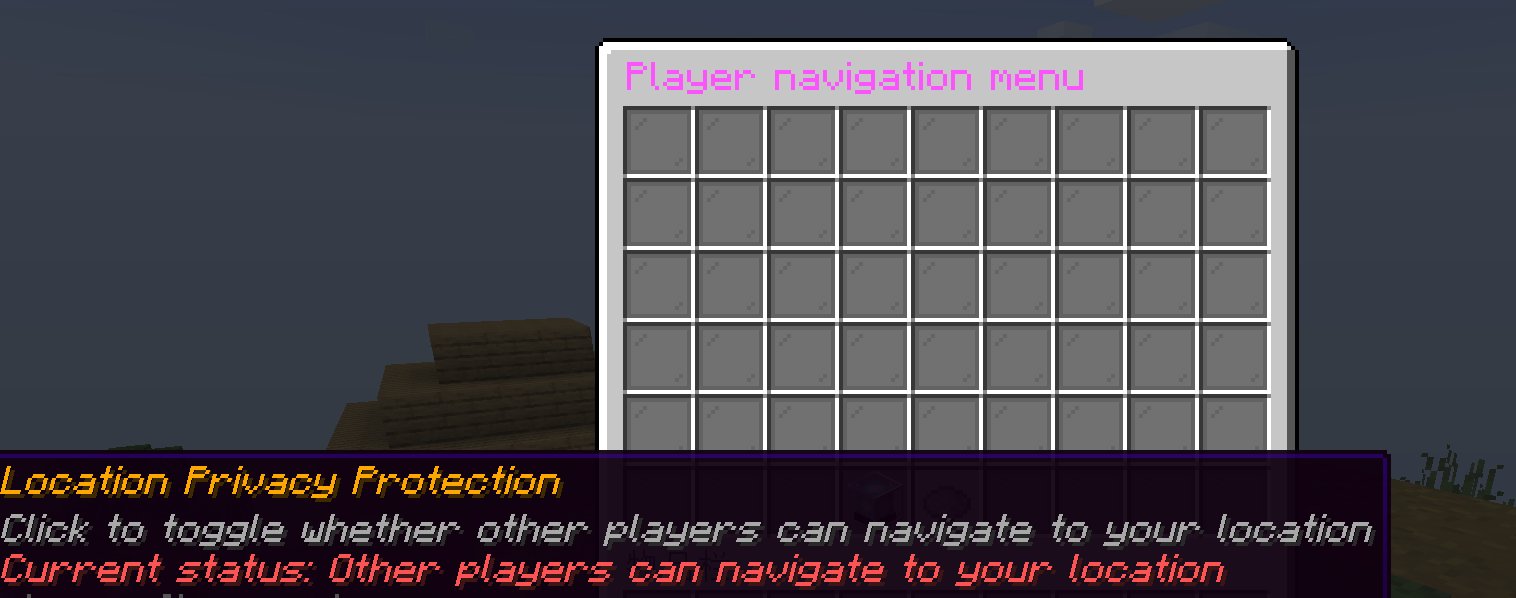 Player navigation menu
Location Privacy Protection
Click to toggle whether other players can navigate to your location
Current status: Other players can navigate to your location